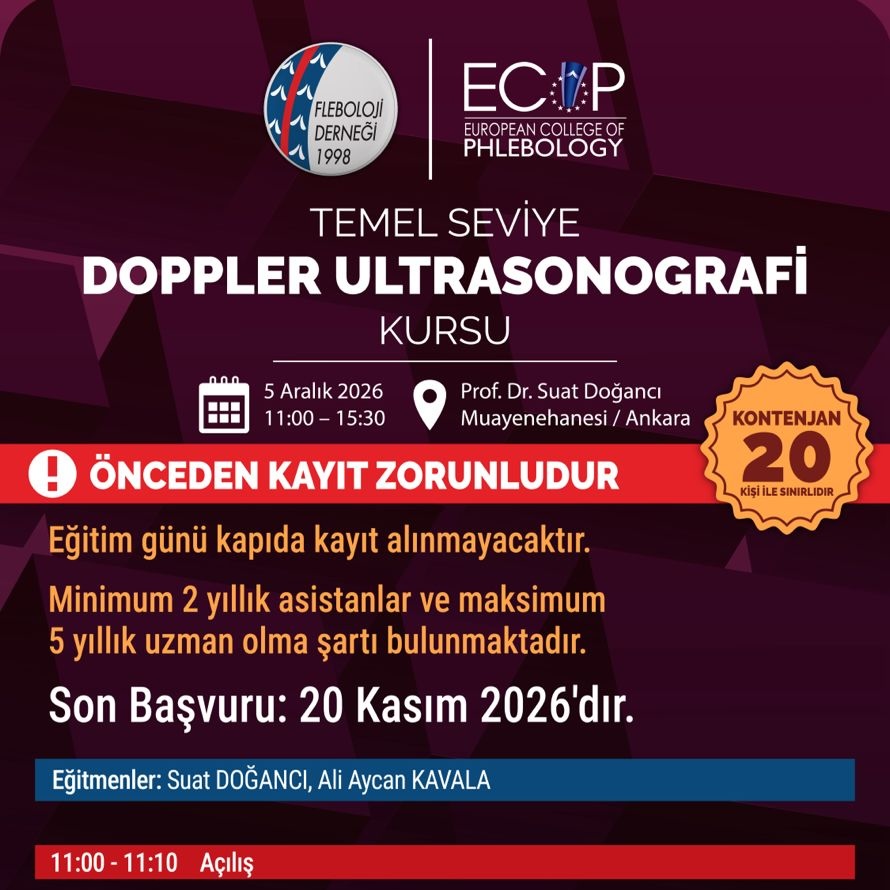 FLEBOLOJİ
DERNEĞİ
1998
ECOP
EUROPEAN COLLEGE OF
PHLEBOLOGY
TEMEL SEVİYE
DOPPLER ULTRASONOGRAFİ
KURSU
5 Aralık 2026
11:00 – 15:30
Prof. Dr. Suat Doğancı
Muayenehanesi / Ankara
KONTENJAN
20
KİŞİ İLE SINIRLIDIR
! ÖNCEDEN KAYIT ZORUNLUDUR
Eğitim günü kapıda kayıt alınmayacaktır.
Minimum 2 yıllık asistanlar ve maksimum
5 yıllık uzman olma şartı bulunmaktadır.
Son Başvuru: 20 Kasım 2026'dır.
Eğitmenler: Suat DOĞANCI, Ali Aycan KAVALA
11:00 - 11:10 Açılış